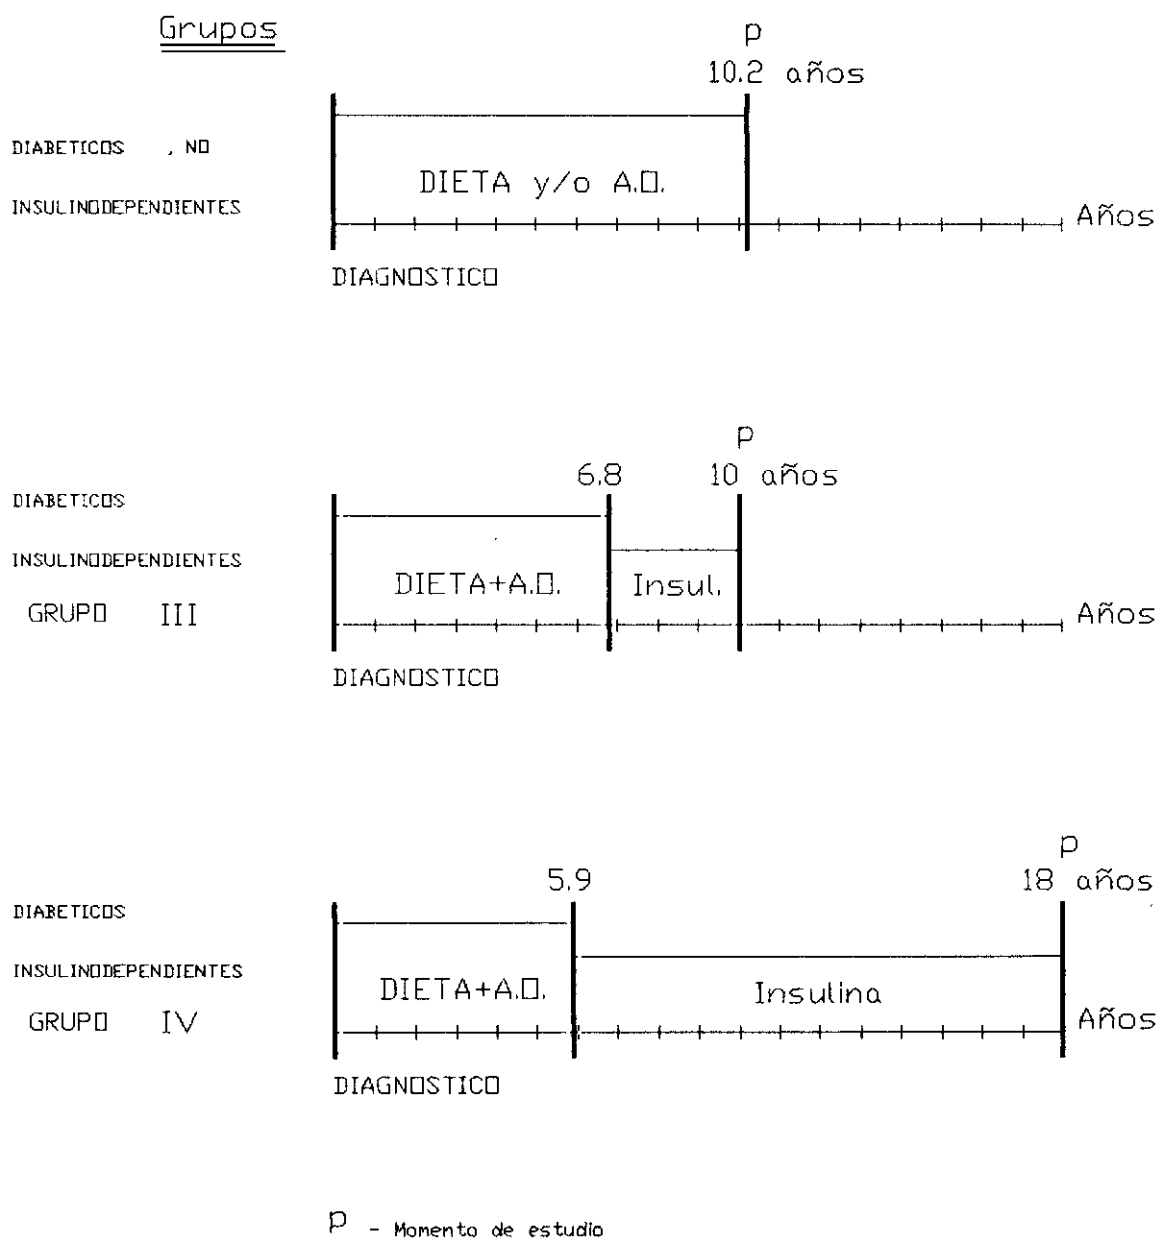 Grupos
p
10.2 años
DIABETICOS , NO
DIETA y/o A.O.
INSULINODEPENDIENTES
Años
DIAGNOSTICO
p
6.8
10 años
DIABETICOS
INSULINODEPENDIENTES
DIETA+A.O.
Insul.
GRUPO III
Años
DIAGNOSTICO
p
5.9
18 años
DIABETICOS
INSULINODEPENDIENTES
DIETA+A.O.
Insulina
GRUPO IV
Años
DIAGNOSTICO
p - Momento de estudio